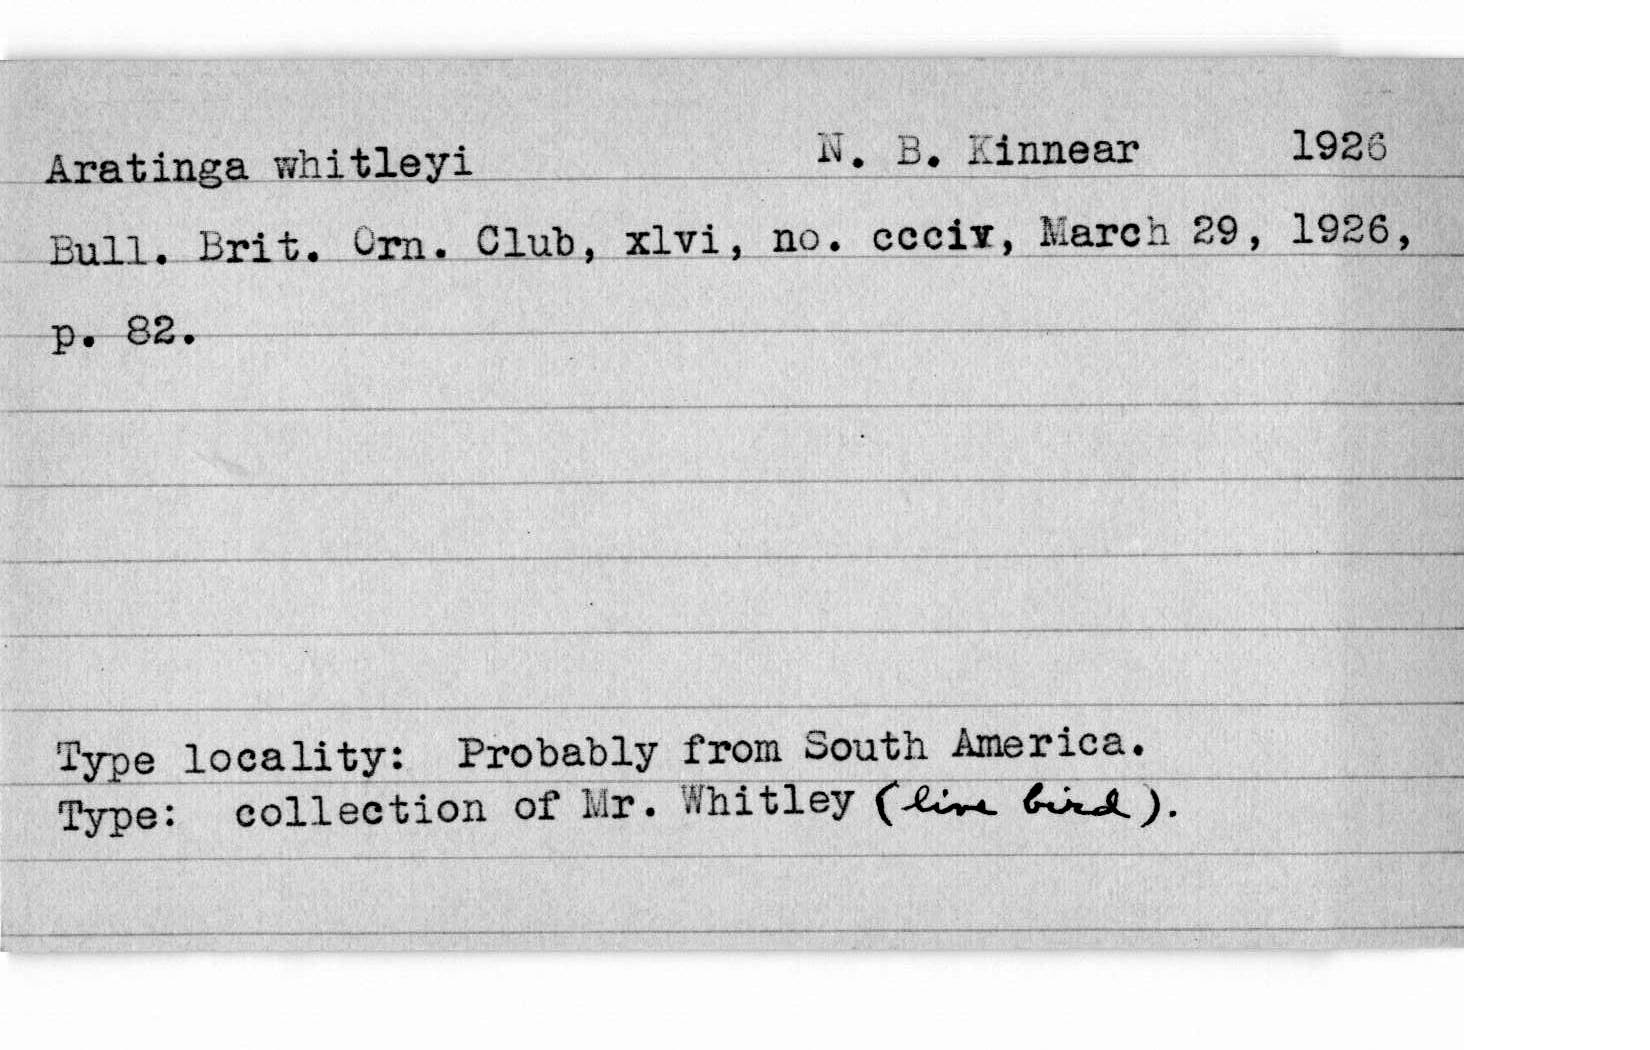 Aratinga whitleyi N. B. Kinnear 1926
Bull. Brit. Orn. Club, xlvi, no. ccciv, March 29, 1926,
p. 82.
Type locality: Probably from South America.
Type: collection of Mr. Whitley (live bird).